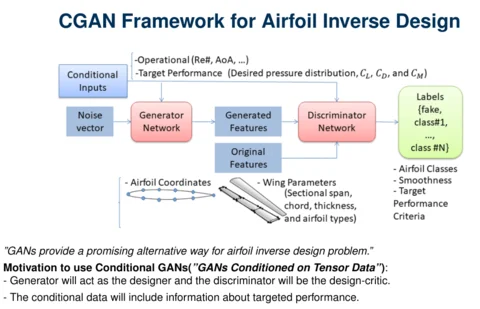 CGAN Framework for Airfoil Inverse Design
-Operational (Re#, AoA, ...)
-Target Performance (Desired pressure distribution, C_L, C_D, and C_M)
Conditional
Inputs
Noise
vector
Generator
Network
Generated
Features
Discriminator
Network
Original
Features
Labels
{fake,
class#1,
...,
class #N}
- Airfoil Coordinates
- Wing Parameters
(Sectional span,
chord, thickness,
and airfoil types)
- Airfoil Classes
- Smoothness
- Target
Performance
Criteria
"GANs provide a promising alternative way for airfoil inverse design problem."
Motivation to use Conditional GANs("GANs Conditioned on Tensor Data"):
- Generator will act as the designer and the discriminator will be the design-critic.
- The conditional data will include information about targeted performance.